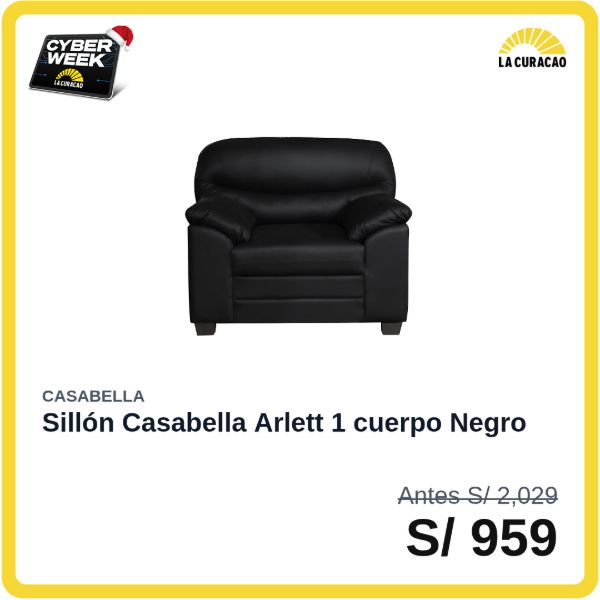 CYBER
WEEK
LA CURACAO
LA CURACAO
CASABELLA
Sillón Casabella Arlett 1 cuerpo Negro
Antes S/ 2,029
S/ 959